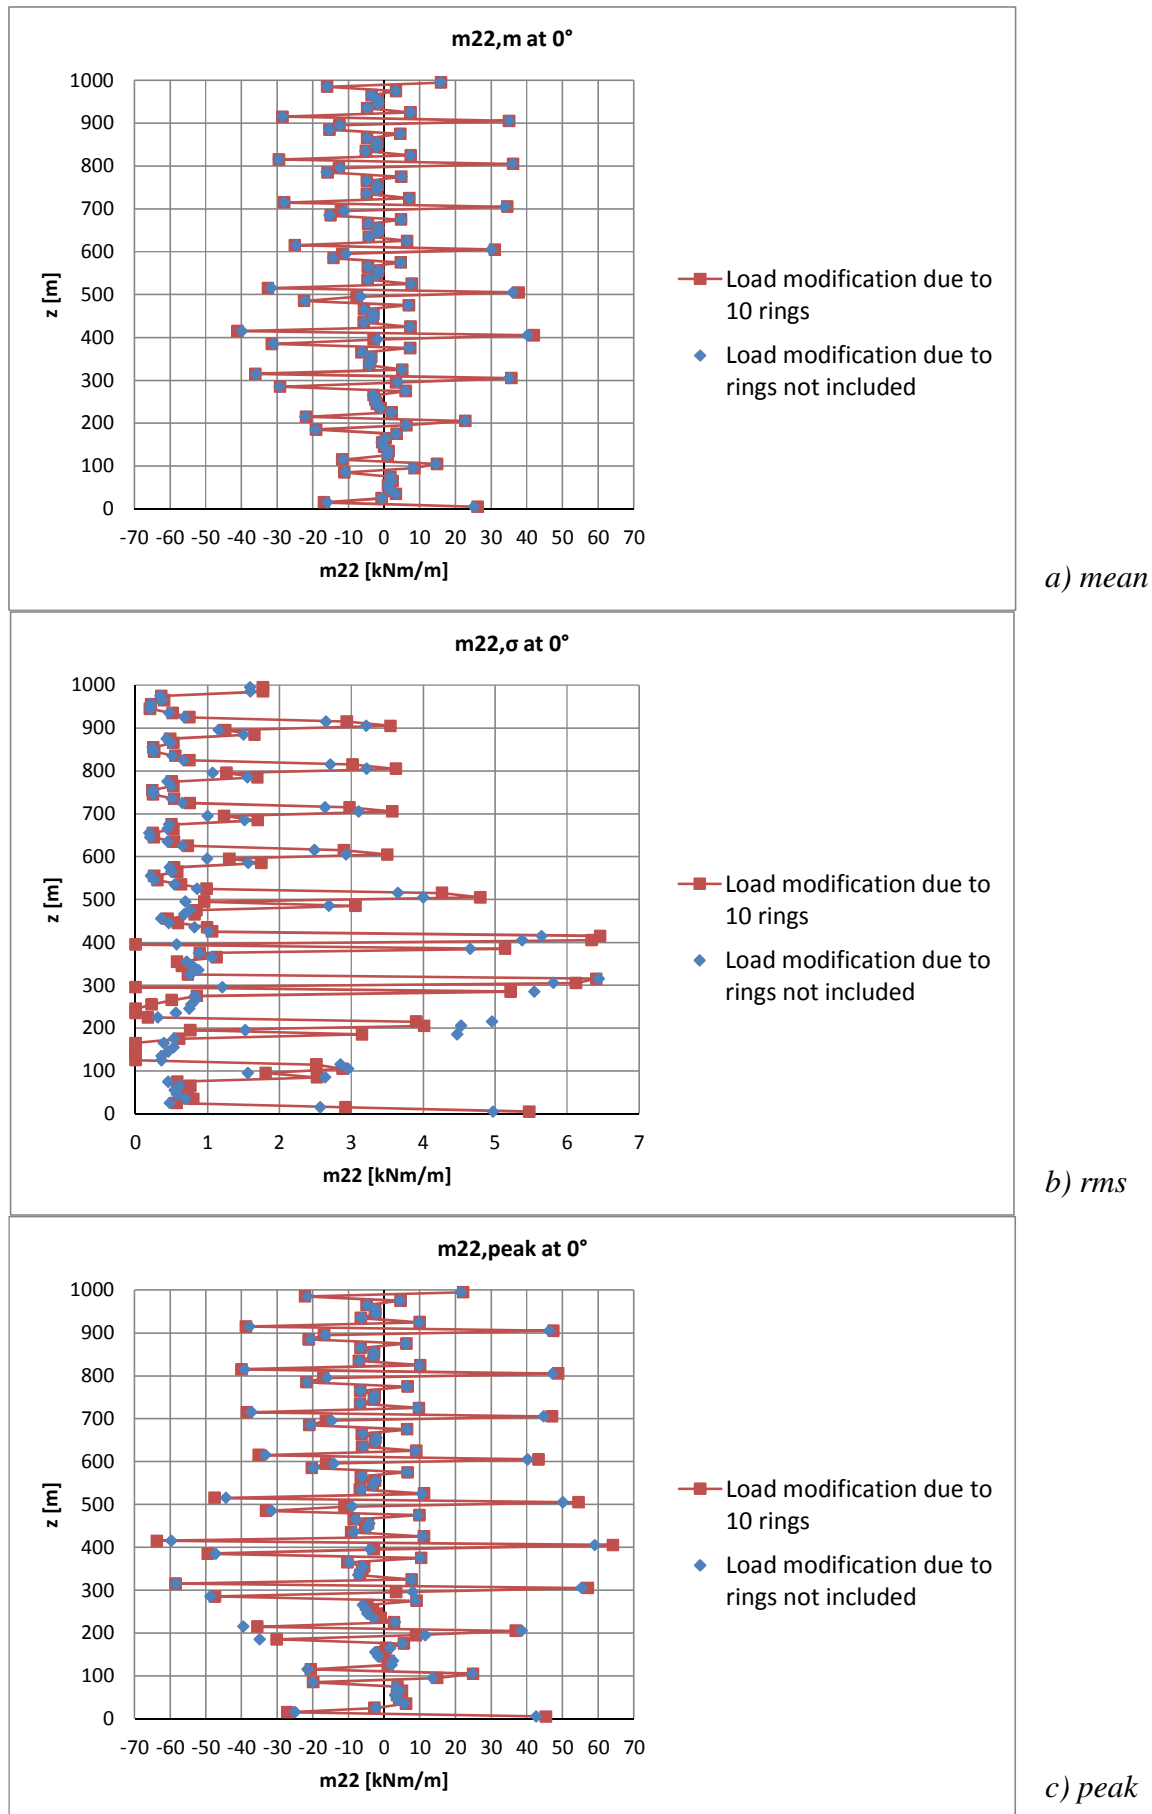 m22,m at 0°
1000
900
800
700
600
500
400
300
200
100
0
z [m]
-70 -60 -50 -40 -30 -20 -10 0 10 20 30 40 50 60 70
m22 [kNm/m]
Load modification due to
10 rings
Load modification due to
rings not included
a) mean
m22,σ at 0°
1000
900
800
700
600
500
400
300
200
100
0
z [m]
0 1 2 3 4 5 6 7
m22 [kNm/m]
Load modification due to
10 rings
Load modification due to
rings not included
b) rms
m22,peak at 0°
1000
900
800
700
600
500
400
300
200
100
0
z [m]
-70 -60 -50 -40 -30 -20 -10 0 10 20 30 40 50 60 70
m22 [kNm/m]
Load modification due to
10 rings
Load modification due to
rings not included
c) peak